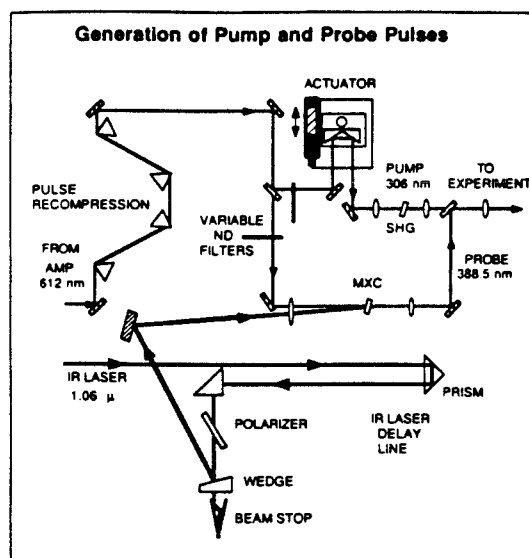 Generation of Pump and Probe Pulses
ACTUATOR
PUMP
306 nm
TO
EXPERIMENT
PULSE
RECOMPRESSION
VARIABLE
ND
FILTERS
SHG
FROM
AMP
612 nm
PROBE
388.5 nm
MXC
IR LASER
1.06 μ
PRISM
IR LASER
DELAY
LINE
POLARIZER
WEDGE
BEAM STOP